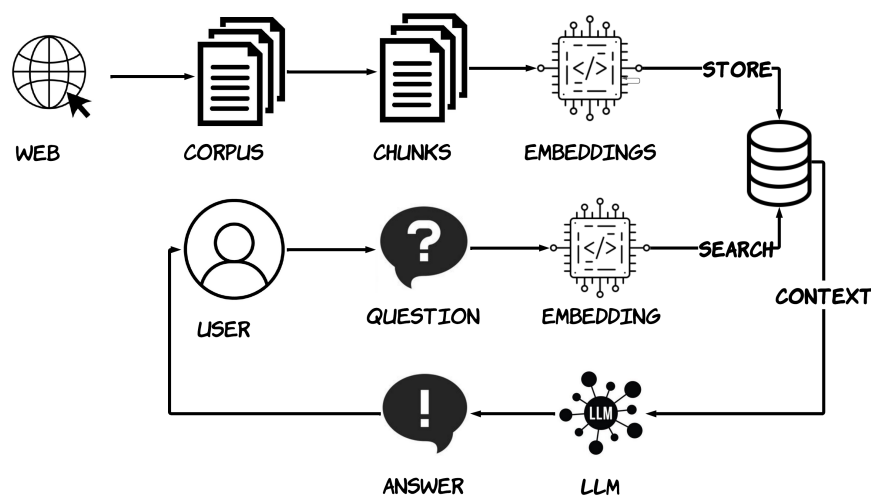 </>
STORE
WEB
CORPUS
CHUNKS
EMBEDDINGS
?
</>
SEARCH
USER
QUESTION
EMBEDDING
CONTEXT
!
LLM
ANSWER
LLM